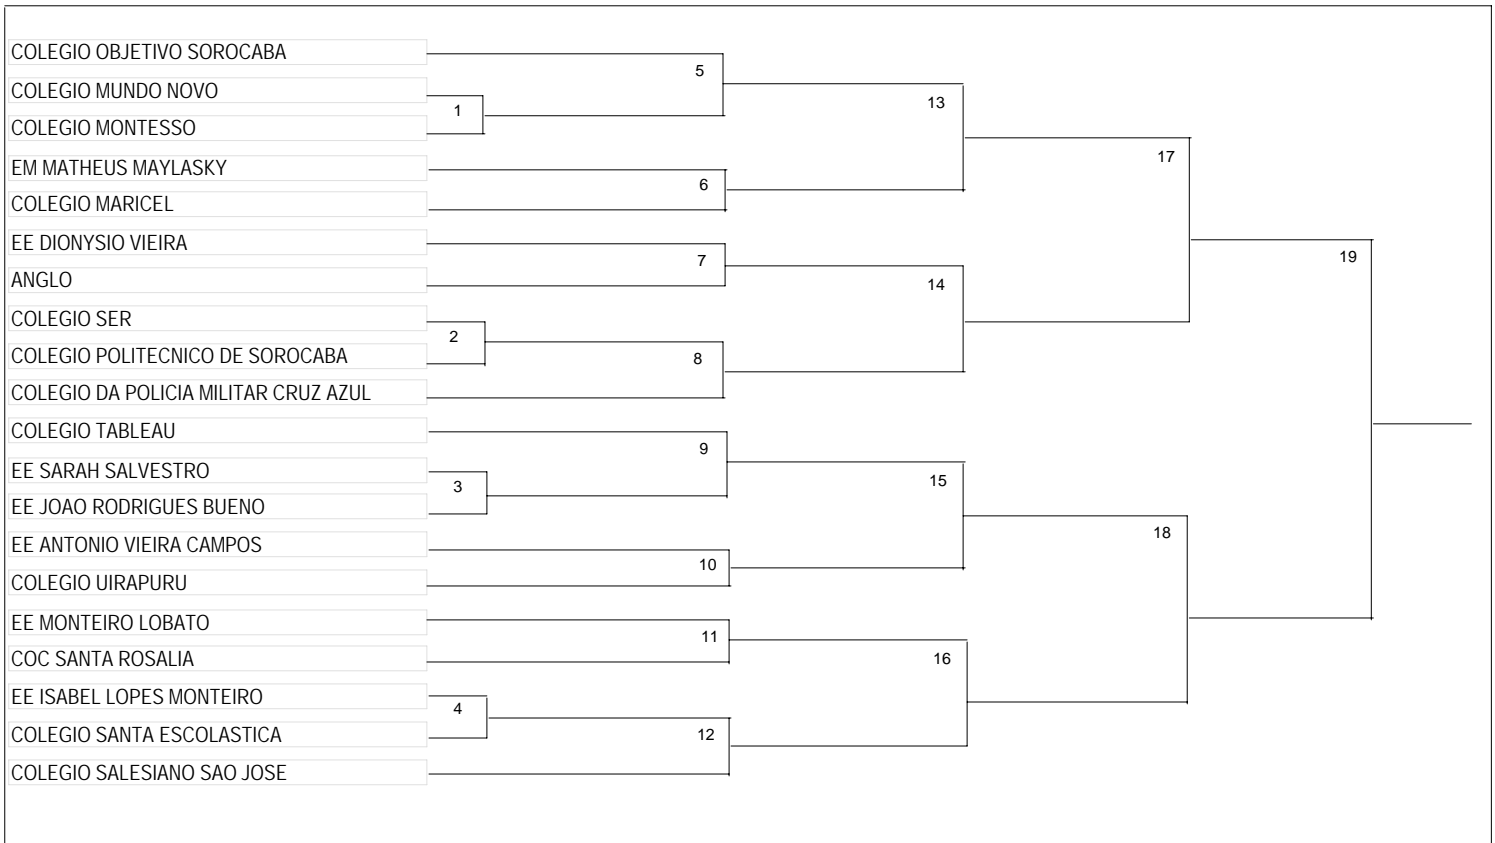 COLEGIO OBJETIVO SOROCABA
5
COLEGIO MUNDO NOVO
13
1
COLEGIO MONTESSO
17
EM MATHEUS MAYLASKY
6
COLEGIO MARICEL
EE DIONYSIO VIEIRA
19
7
ANGLO
14
COLEGIO SER
2
COLEGIO POLITECNICO DE SOROCABA
8
COLEGIO DA POLICIA MILITAR CRUZ AZUL
COLEGIO TABLEAU
9
EE SARAH SALVESTRO
15
3
EE JOAO RODRIGUES BUENO
18
EE ANTONIO VIEIRA CAMPOS
10
COLEGIO UIRAPURU
EE MONTEIRO LOBATO
11
COC SANTA ROSALIA
16
EE ISABEL LOPES MONTEIRO
4
COLEGIO SANTA ESCOLASTICA
12
COLEGIO SALESIANO SAO JOSE